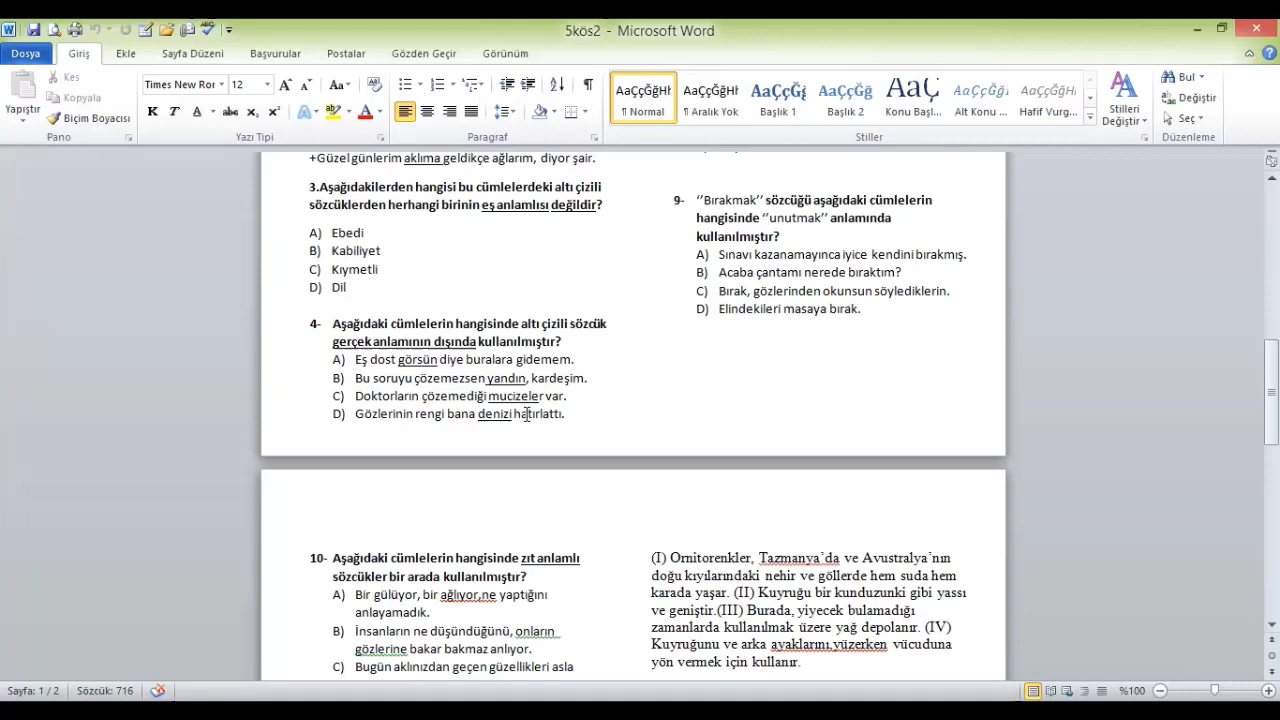 5kös2 - Microsoft Word
Dosya Giriş Ekle Sayfa Düzeni Başvurular Postalar Gözden Geçir Görünüm
Yapıştır
Kes
Kopyala
Biçim Boyacısı
Pano
Times New Ror 12
K T A abc x₂ x²
Yazı Tipi
Paragraf
AaÇçĞğHł AaÇçĞğHł AaÇçĞğ AaÇçĞğ AaÇ AaÇçĞğH AaÇçĞğH
¶ Normal ¶ Aralık Yok Başlık 1 Başlık 2 Konu Başl... Alt Konu ... Hafif Vurg...
Stiller
Stilleri Değiştir
Bul
Değiştir
Seç
Düzenleme
+Güzel günlerim aklıma geldikçe ağlarım, diyor şair.
3.Aşağıdakilerden hangisi bu cümlelerdeki altı çizili
sözcüklerden herhangi birinin eş anlamlısı değildir?
A) Ebedi
B) Kabiliyet
C) Kıymetli
D) Dil
4- Aşağıdaki cümlelerin hangisinde altı çizili sözcük
gerçek anlamının dışında kullanılmıştır?
A) Eş dost görsün diye buralara gidemem.
B) Bu soruyu çözemezsen yandın, kardeşim.
C) Doktorların çözemediği mucizeler var.
D) Gözlerinin rengi bana denizi hatırlattı.
9- ‘’Bırakmak’’ sözcüğü aşağıdaki cümlelerin
hangisinde ‘’unutmak’’ anlamında
kullanılmıştır?
A) Sınavı kazanamayınca iyice kendini bırakmış.
B) Acaba çantamı nerede bıraktım?
C) Bırak, gözlerinden okunsun söylediklerin.
D) Elindekileri masaya bırak.
10- Aşağıdaki cümlelerin hangisinde zıt anlamlı
sözcükler bir arada kullanılmıştır?
A) Bir gülüyor, bir ağlıyor,ne yaptığını
anlayamadık.
B) İnsanların ne düşündüğünü, onların
gözlerine bakar bakmaz anlıyor.
C) Bugün aklınızdan geçen güzellikleri asla
(I) Ornitorenkler, Tazmanya’da ve Avustralya’nın
doğu kıyılarındaki nehir ve göllerde hem suda hem
karada yaşar. (II) Kuyruğu bir kunduzunki gibi yassı
ve geniştir.(III) Burada, yiyecek bulamadığı
zamanlarda kullanılmak üzere yağ depolanır. (IV)
Kuyruğunu ve arka ayaklarını,yüzerken vücuduna
yön vermek için kullanır.
Sayfa: 1 / 2 Sözcük: 716 %100